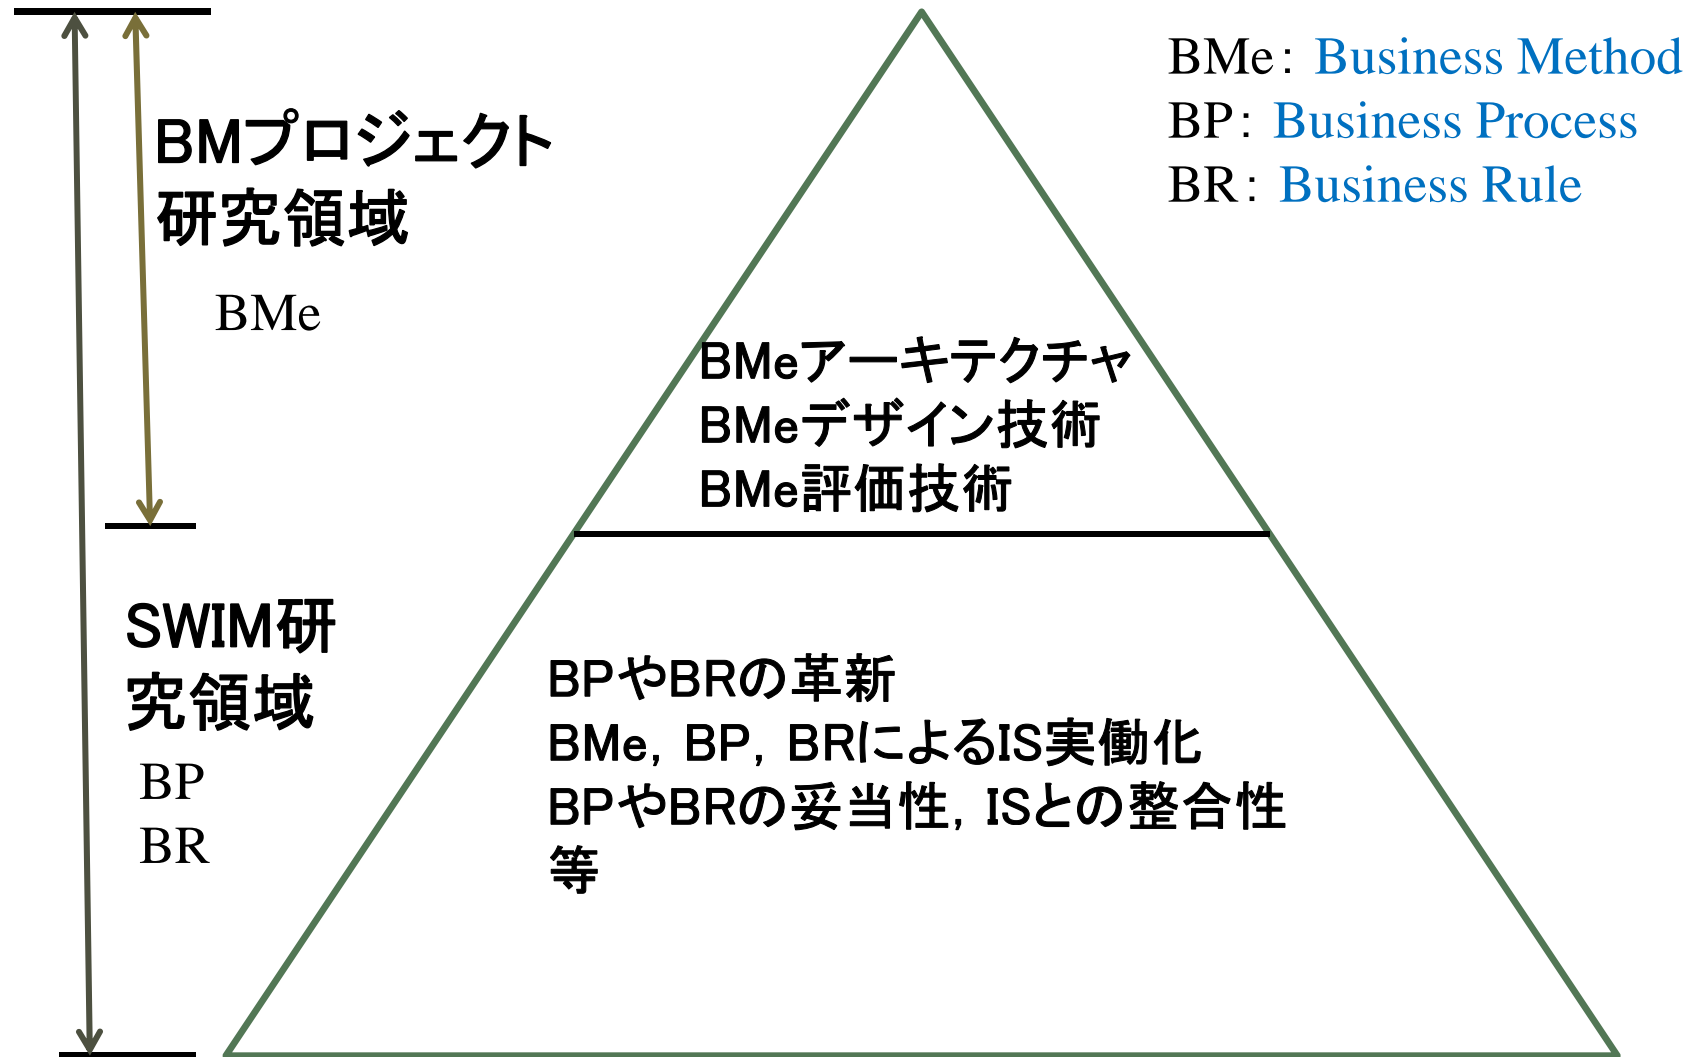 BMプロジェクト
研究領域
BMe
SWIM研
究領域
BP
BR
BMe： Business Method
BP： Business Process
BR： Business Rule
BMeアーキテクチャ
BMeデザイン技術
BMe評価技術
BPやBRの革新
BMe，BP，BRによるIS実働化
BPやBRの妥当性，ISとの整合性
等